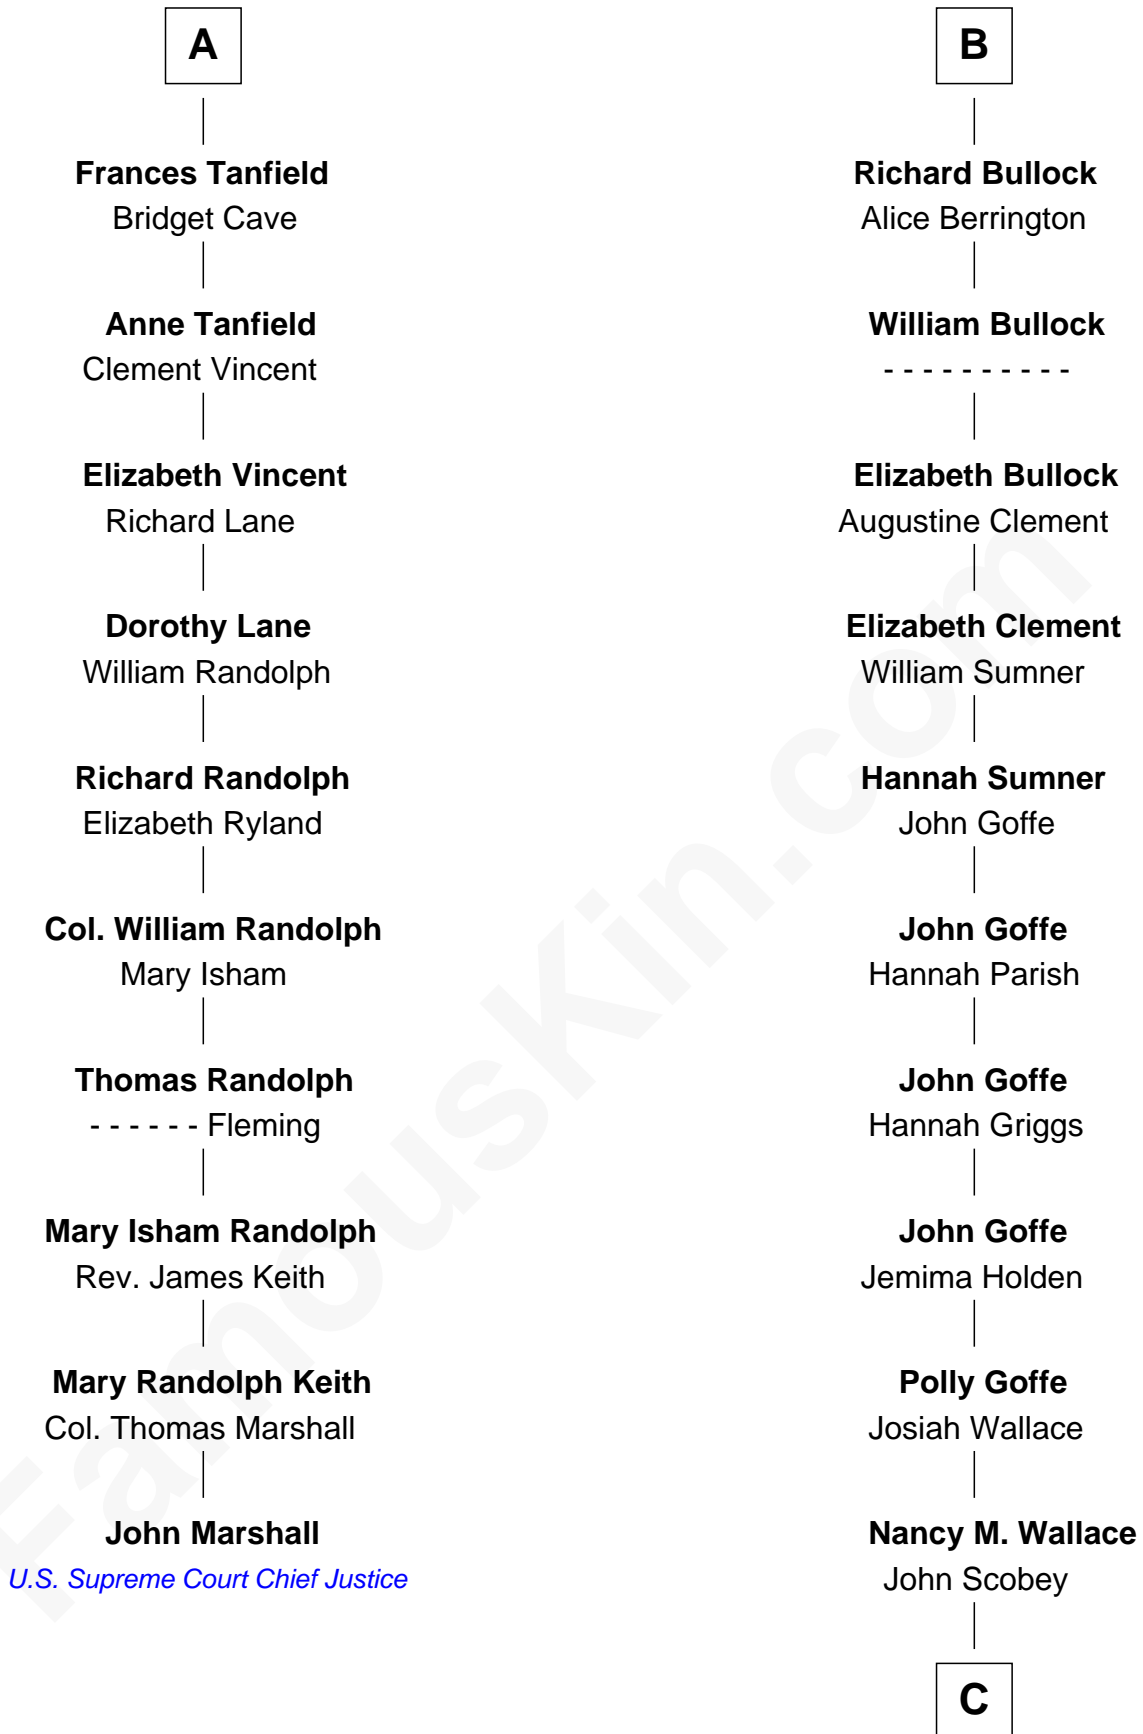 A
Frances Tanfield
Bridget Cave
Anne Tanfield
Clement Vincent
Elizabeth Vincent
Richard Lane
Dorothy Lane
William Randolph
Richard Randolph
Elizabeth Ryland
Col. William Randolph
Mary Isham
Thomas Randolph
- - - - - - Fleming
Mary Isham Randolph
Rev. James Keith
Mary Randolph Keith
Col. Thomas Marshall
John Marshall
U.S. Supreme Court Chief Justice
B
Richard Bullock
Alice Berrington
William Bullock
- - - - - - - - - -
Elizabeth Bullock
Augustine Clement
Elizabeth Clement
William Sumner
Hannah Sumner
John Goffe
John Goffe
Hannah Parish
John Goffe
Hannah Griggs
John Goffe
Jemima Holden
Polly Goffe
Josiah Wallace
Nancy M. Wallace
John Scobey
C
FamousKin.com